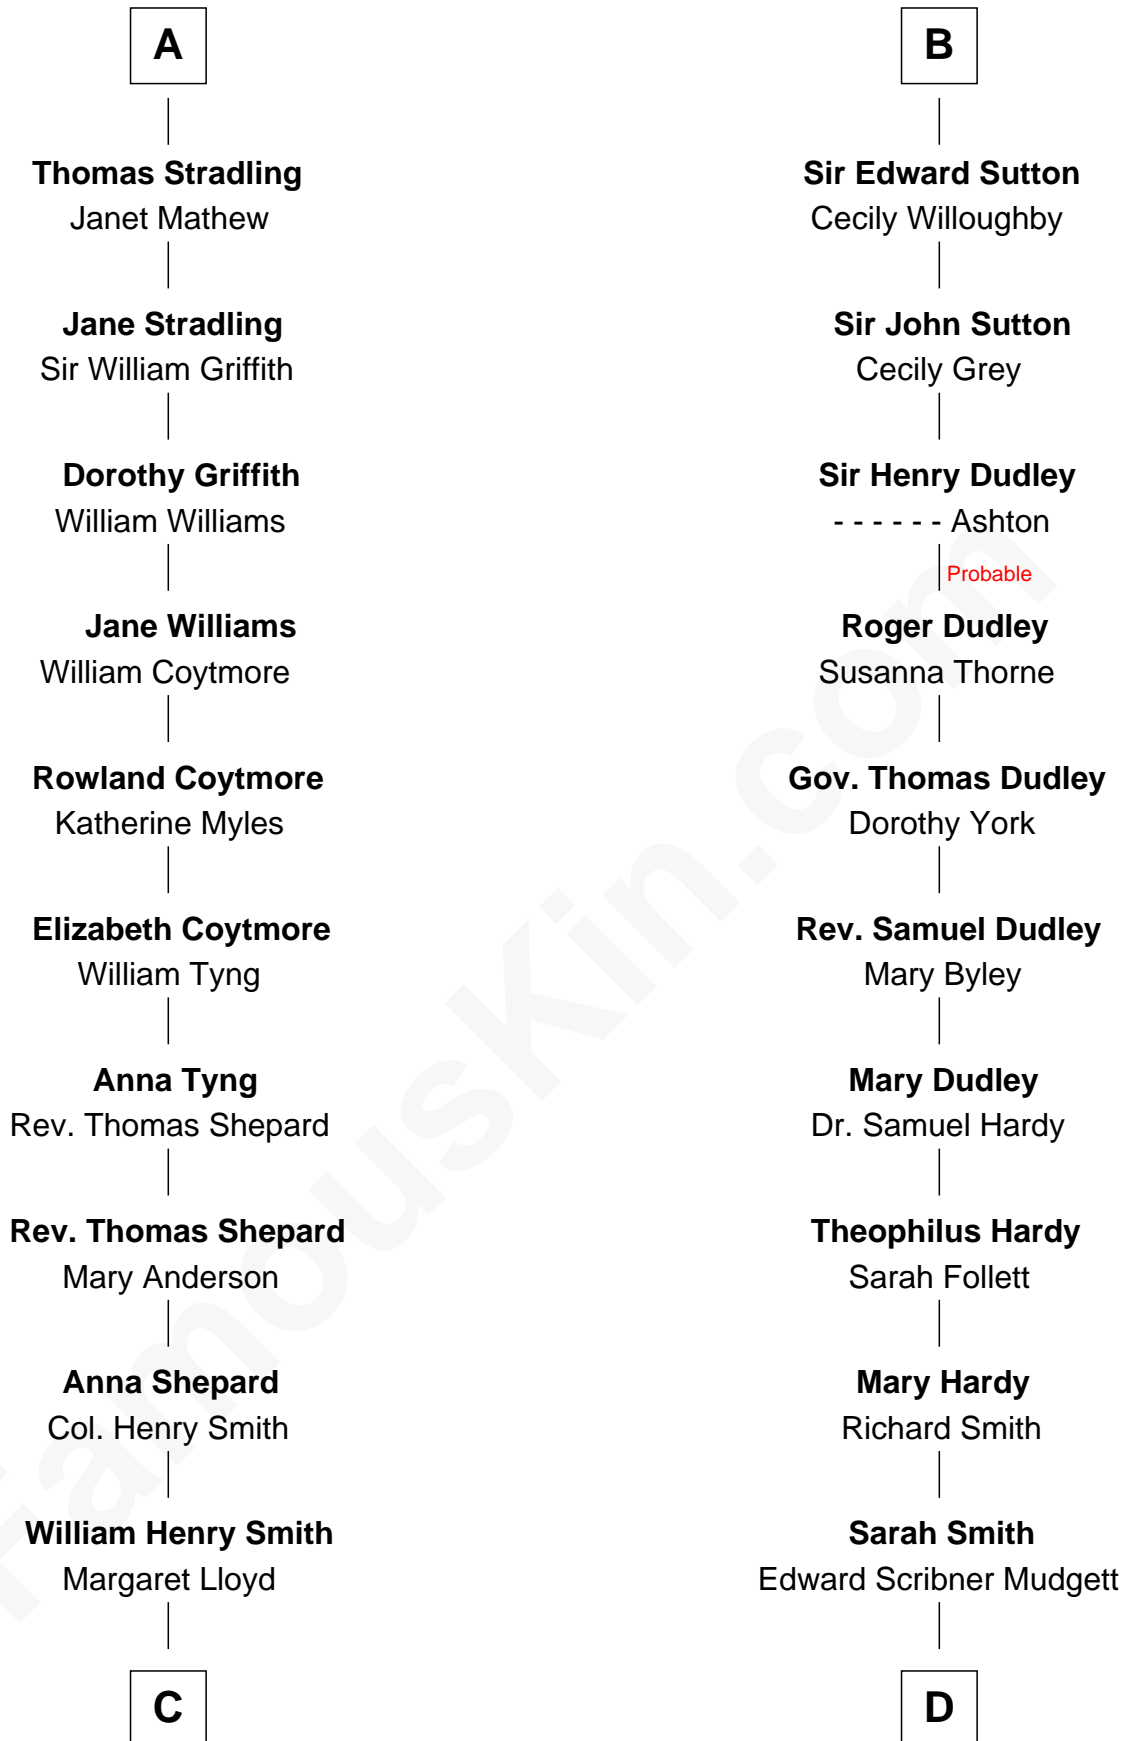 A
Thomas Stradling
Janet Mathew
Jane Stradling
Sir William Griffith
Dorothy Griffith
William Williams
Jane Williams
William Coytmore
Rowland Coytmore
Katherine Myles
Elizabeth Coytmore
William Tyng
Anna Tyng
Rev. Thomas Shepard
Rev. Thomas Shepard
Mary Anderson
Anna Shepard
Col. Henry Smith
William Henry Smith
Margaret Lloyd
C
B
Sir Edward Sutton
Cecily Willoughby
Sir John Sutton
Cecily Grey
Sir Henry Dudley
- - - - - - Ashton
Probable
Roger Dudley
Susanna Thorne
Gov. Thomas Dudley
Dorothy York
Rev. Samuel Dudley
Mary Byley
Mary Dudley
Dr. Samuel Hardy
Theophilus Hardy
Sarah Follett
Mary Hardy
Richard Smith
Sarah Smith
Edward Scribner Mudgett
D
FamousKin.com